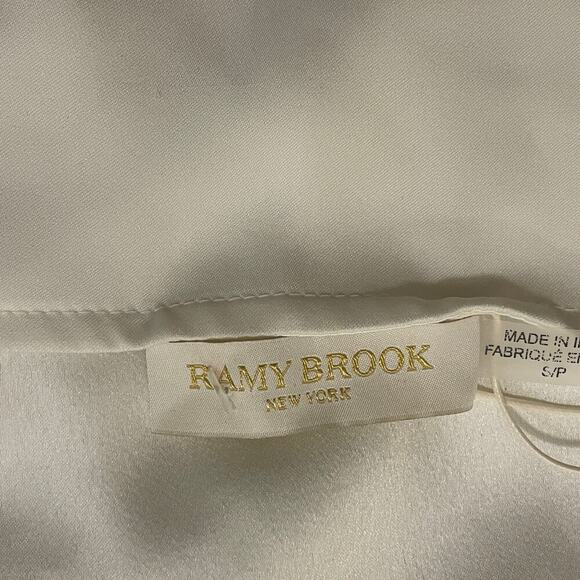 RAMY BROOK
NEW YORK
MADE IN
FABRIQUÉ
S/P